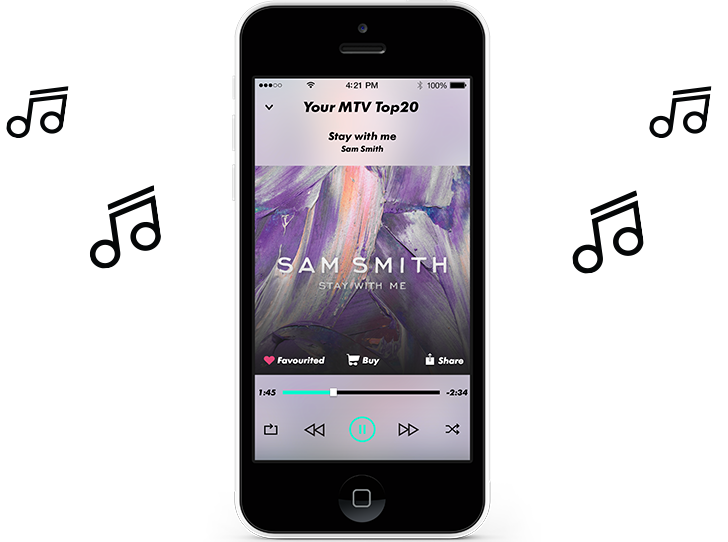 4:21 PM 100%
Your MTV Top20
Stay with me
Sam Smith
SAM SMITH
STAY WITH ME
Favourited Buy Share
1:45 -2:34